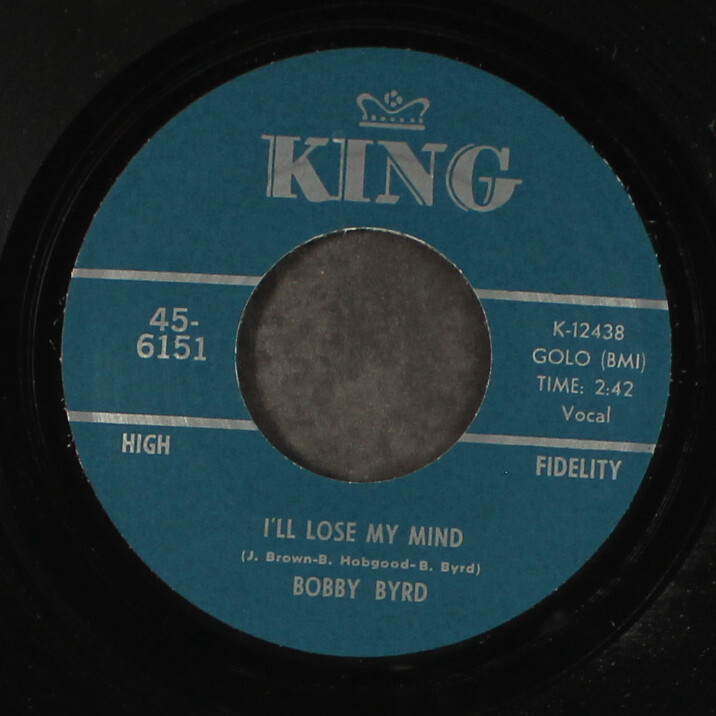 KING
45-
6151
K-12438
GOLO (BMI)
TIME: 2:42
Vocal
HIGH
FIDELITY
I'LL LOSE MY MIND
(J. Brown-B. Hobgood-B. Byrd)
BOBBY BYRD